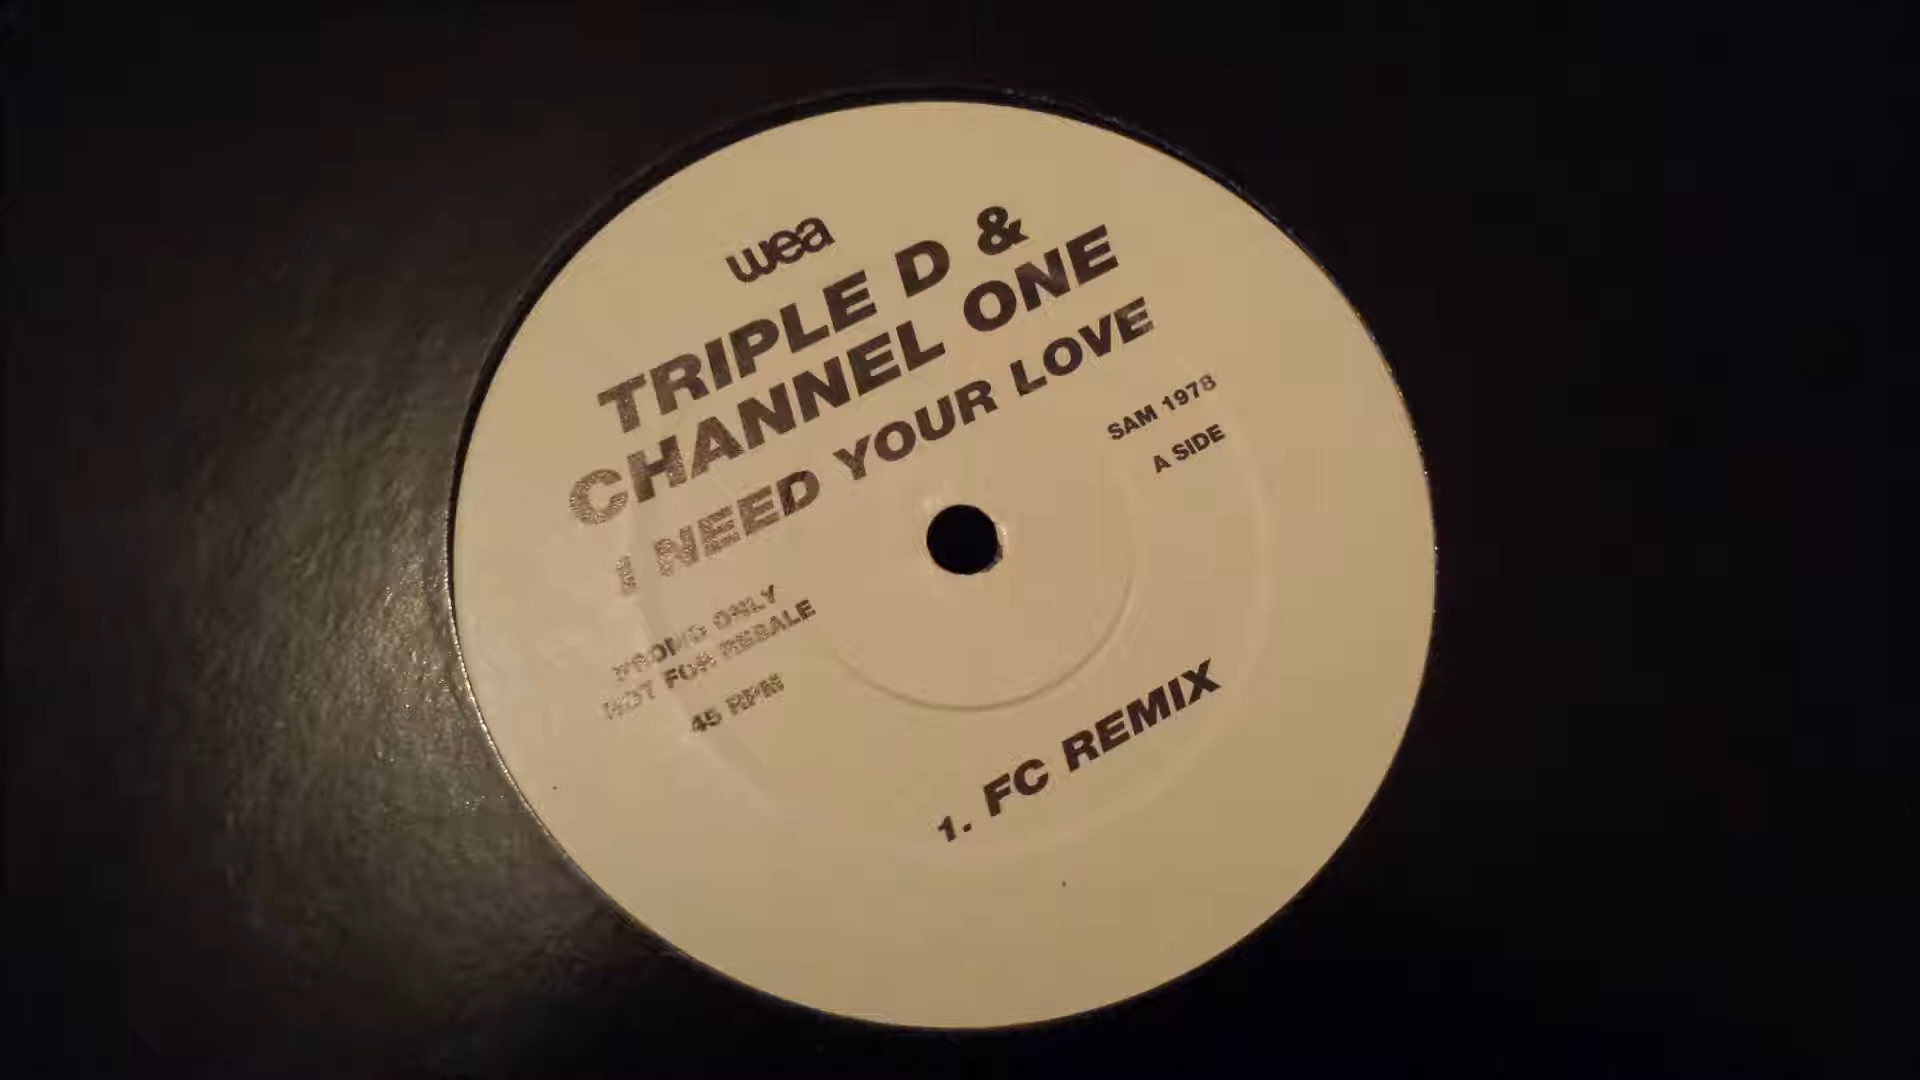 wea
TRIPLE D &
CHANNEL ONE
I NEED YOUR LOVE
SAM 1978
A SIDE
PROMO ONLY
NOT FOR RESALE
45 RPM
1. FC REMIX